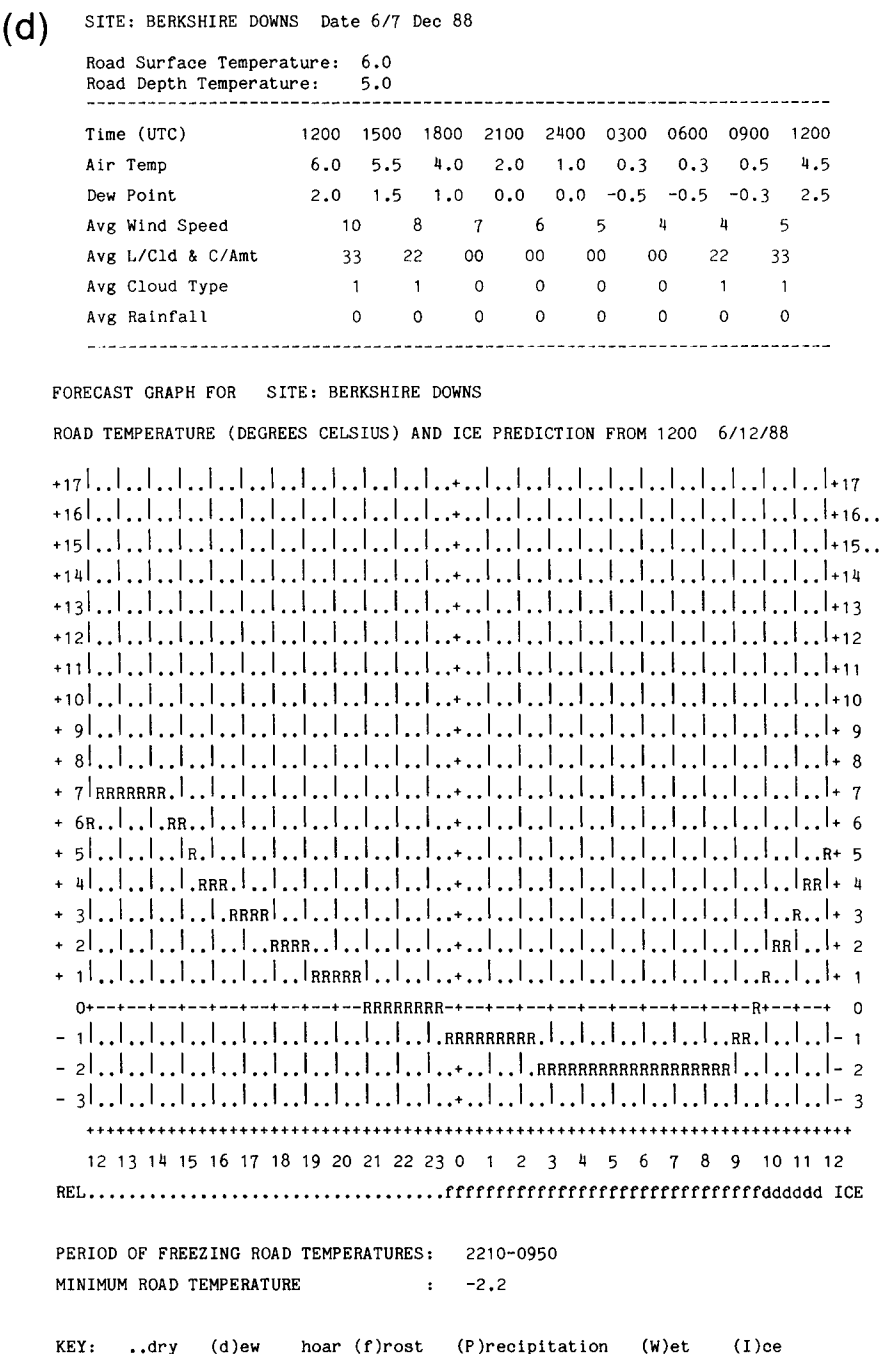 (d)
SITE: BERKSHIRE DOWNS Date 6/7 Dec 88
Road Surface Temperature: 6.0
Road Depth Temperature: 5.0
Time (UTC) 1200 1500 1800 2100 2400 0300 0600 0900 1200
Air Temp 6.0 5.5 4.0 2.0 1.0 0.3 0.3 0.5 4.5
Dew Point 2.0 1.5 1.0 0.0 0.0 -0.5 -0.5 -0.3 2.5
Avg Wind Speed 10 8 7 6 5 4 4 5
Avg L/Cld & C/Amt 33 22 00 00 00 00 22 33
Avg Cloud Type 1 1 0 0 0 0 1 1
Avg Rainfall 0 0 0 0 0 0 0 0
FORECAST GRAPH FOR SITE: BERKSHIRE DOWNS
ROAD TEMPERATURE (DEGREES CELSIUS) AND ICE PREDICTION FROM 1200 6/12/88
+17|..|..|..|..|..|..|..|..|..|..|..|..+..|..|..|..|..|..|..|..|..|..|..|..|+17
+16|..|..|..|..|..|..|..|..|..|..|..|..+..|..|..|..|..|..|..|..|..|..|..|..|+16..
+15|..|..|..|..|..|..|..|..|..|..|..|..+..|..|..|..|..|..|..|..|..|..|..|..|+15..
+14|..|..|..|..|..|..|..|..|..|..|..|..+..|..|..|..|..|..|..|..|..|..|..|..|+14
+13|..|..|..|..|..|..|..|..|..|..|..|..+..|..|..|..|..|..|..|..|..|..|..|..|+13
+12|..|..|..|..|..|..|..|..|..|..|..|..+..|..|..|..|..|..|..|..|..|..|..|..|+12
+11|..|..|..|..|..|..|..|..|..|..|..|..+..|..|..|..|..|..|..|..|..|..|..|..|+11
+10|..|..|..|..|..|..|..|..|..|..|..|..+..|..|..|..|..|..|..|..|..|..|..|..|+10
+ 9|..|..|..|..|..|..|..|..|..|..|..|..+..|..|..|..|..|..|..|..|..|..|..|..|+ 9
+ 8|..|..|..|..|..|..|..|..|..|..|..|..+..|..|..|..|..|..|..|..|..|..|..|..|+ 8
+ 7|RRRRRRR.|..|..|..|..|..|..|..|..|..+..|..|..|..|..|..|..|..|..|..|..|..|+ 7
+ 6R..|..|.RR..|..|..|..|..|..|..|..|..+..|..|..|..|..|..|..|..|..|..|..|..|+ 6
+ 5|..|..|..|R.|..|..|..|..|..|..|..|..+..|..|..|..|..|..|..|..|..|..|..|..R+ 5
+ 4|..|..|..|.RRR.|..|..|..|..|..|..|..+..|..|..|..|..|..|..|..|..|..|..|RR|+ 4
+ 3|..|..|..|..|.RRRR|..|..|..|..|..|..+..|..|..|..|..|..|..|..|..|..|..R..|+ 3
+ 2|..|..|..|..|..|..RRRR..|..|..|..|..+..|..|..|..|..|..|..|..|..|..|RR|..|+ 2
+ 1|..|..|..|..|..|..|..|RRRRR|..|..|..+..|..|..|..|..|..|..|..|..|..R..|..|+ 1
0+--+--+--+--+--+--+--+--+--RRRRRRRR-+--+--+--+--+--+--+--+--+--+-R+--+--+ 0
- 1|..|..|..|..|..|..|..|..|..|..|..|.RRRRRRRRR.|..|..|..|..|..|..RR.|..|..|- 1
- 2|..|..|..|..|..|..|..|..|..|..|..|..+..|..|.RRRRRRRRRRRRRRRRRRR|..|..|..|- 2
- 3|..|..|..|..|..|..|..|..|..|..|..|..+..|..|..|..|..|..|..|..|..|..|..|..|- 3
+++++++++++++++++++++++++++++++++++++++++++++++++++++++++++++++++++++++++++
12 13 14 15 16 17 18 19 20 21 22 23 0 1 2 3 4 5 6 7 8 9 10 11 12
REL...................................fffffffffffffffffffffffffffffffdddddd ICE
PERIOD OF FREEZING ROAD TEMPERATURES: 2210-0950
MINIMUM ROAD TEMPERATURE : -2.2
KEY: ..dry (d)ew hoar (f)rost (P)recipitation (W)et (I)ce